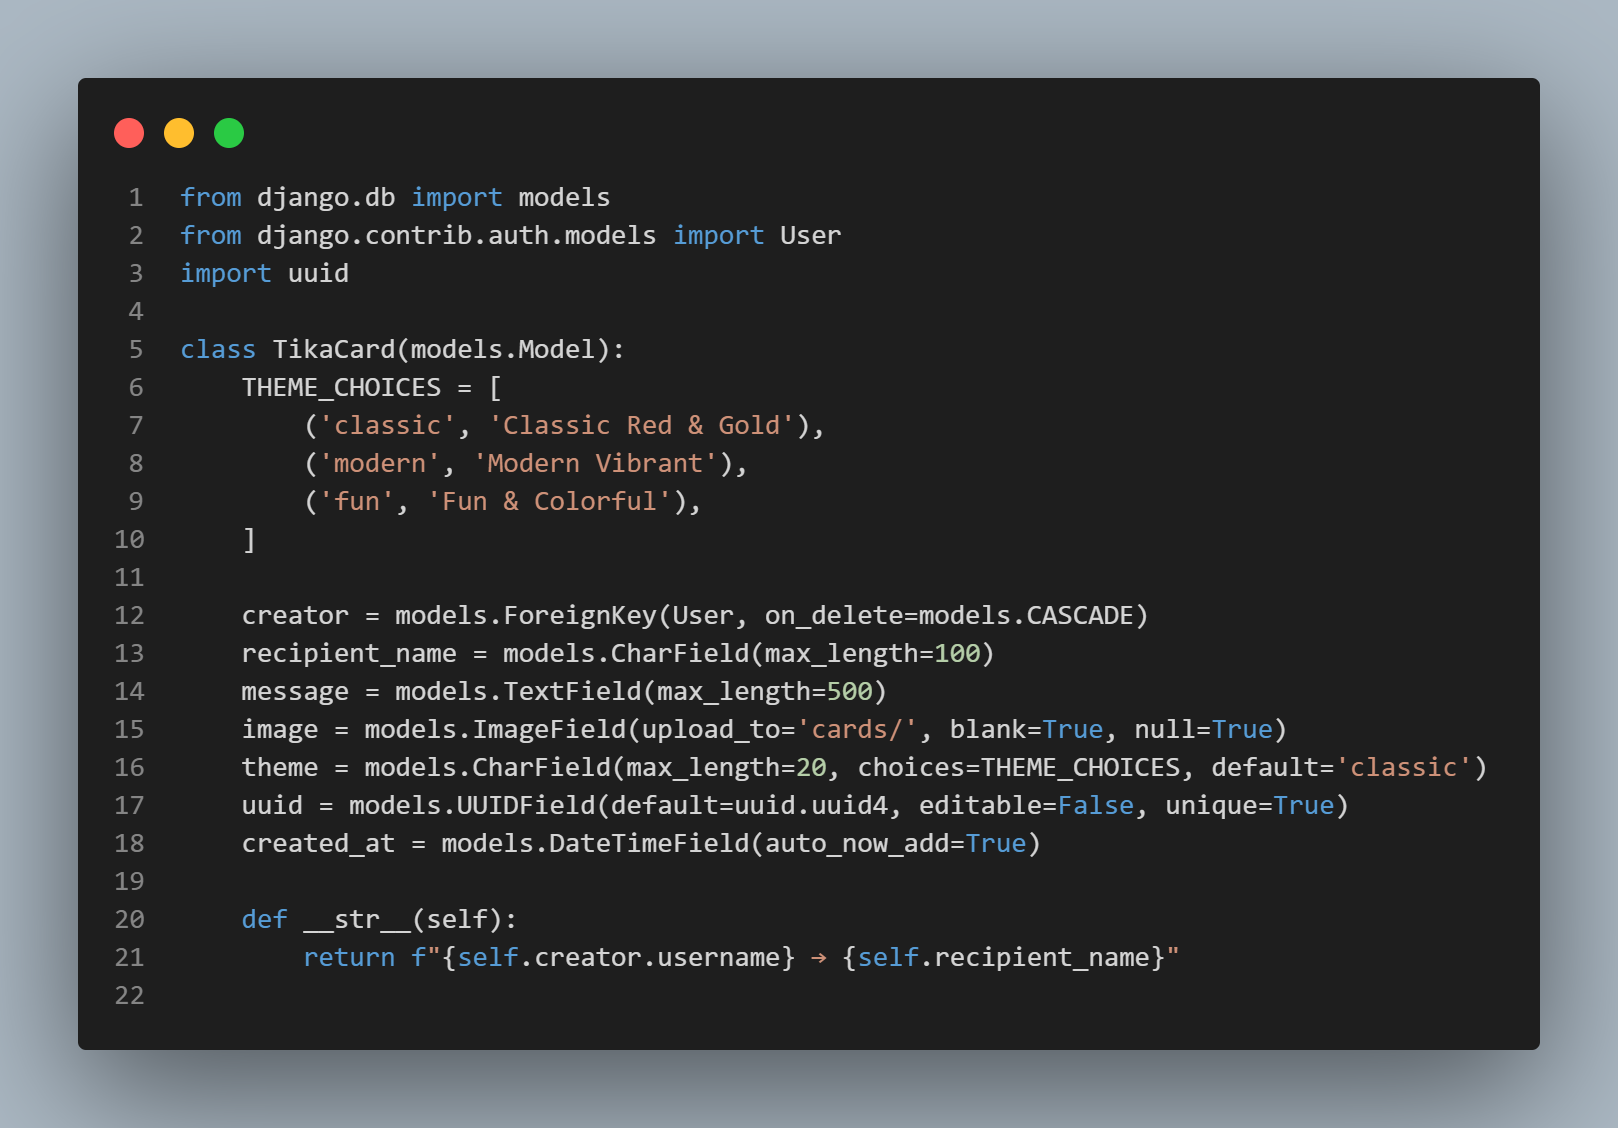 1 from django.db import models
2 from django.contrib.auth.models import User
3 import uuid
4
5 class TikaCard(models.Model):
6     THEME_CHOICES = [
7         ('classic', 'Classic Red & Gold'),
8         ('modern', 'Modern Vibrant'),
9         ('fun', 'Fun & Colorful'),
10     ]
11
12     creator = models.ForeignKey(User, on_delete=models.CASCADE)
13     recipient_name = models.CharField(max_length=100)
14     message = models.TextField(max_length=500)
15     image = models.ImageField(upload_to='cards/', blank=True, null=True)
16     theme = models.CharField(max_length=20, choices=THEME_CHOICES, default='classic')
17     uuid = models.UUIDField(default=uuid.uuid4, editable=False, unique=True)
18     created_at = models.DateTimeField(auto_now_add=True)
19
20     def __str__(self):
21         return f"{self.creator.username} → {self.recipient_name}"
22